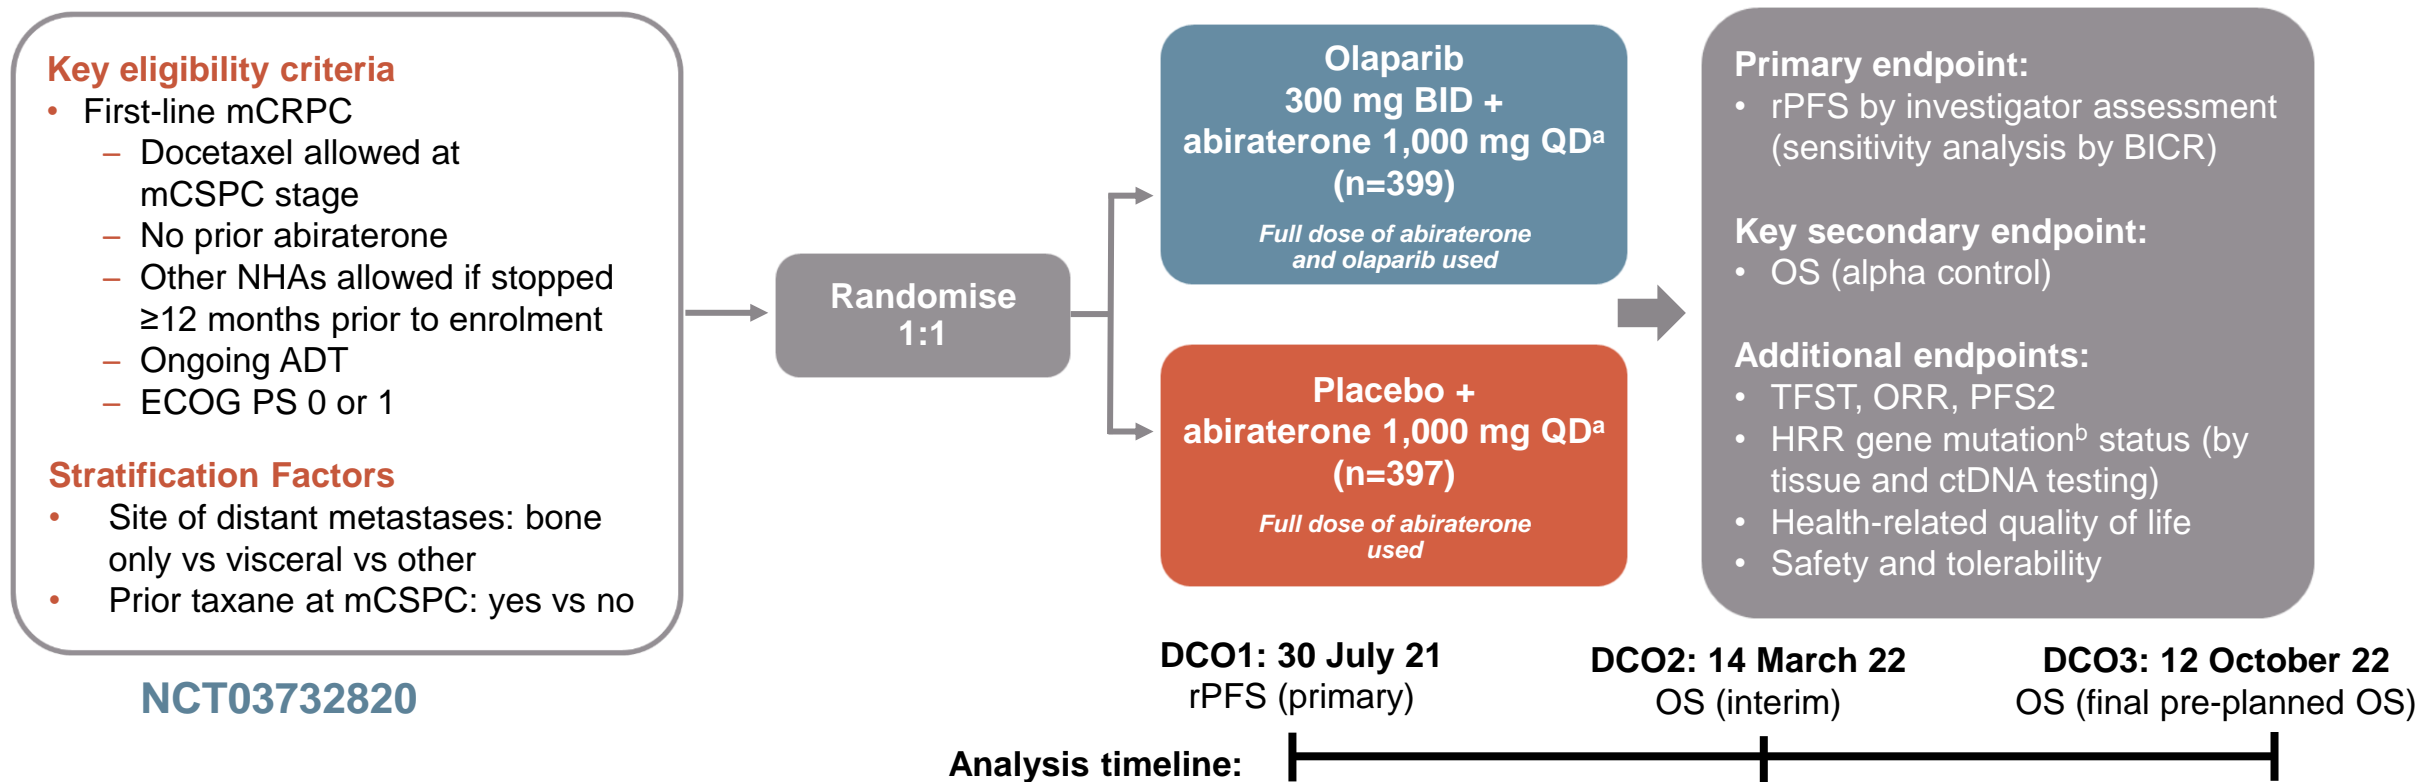 Key eligibility criteria
• First-line mCRPC
– Docetaxel allowed at
mCSPC stage
– No prior abiraterone
– Other NHAs allowed if stopped
≥12 months prior to enrolment
– Ongoing ADT
– ECOG PS 0 or 1
Stratification Factors
• Site of distant metastases: bone
only vs visceral vs other
• Prior taxane at mCSPC: yes vs no
NCT03732820
Randomise
1:1
Olaparib
300 mg BID +
abiraterone 1,000 mg QDᵃ
(n=399)
Full dose of abiraterone
and olaparib used
Placebo +
abiraterone 1,000 mg QDᵃ
(n=397)
Full dose of abiraterone
used
Primary endpoint:
• rPFS by investigator assessment
(sensitivity analysis by BICR)
Key secondary endpoint:
• OS (alpha control)
Additional endpoints:
• TFST, ORR, PFS2
• HRR gene mutationᵇ status (by
tissue and ctDNA testing)
• Health-related quality of life
• Safety and tolerability
DCO1: 30 July 21
rPFS (primary)
DCO2: 14 March 22
OS (interim)
DCO3: 12 October 22
OS (final pre-planned OS)
Analysis timeline: